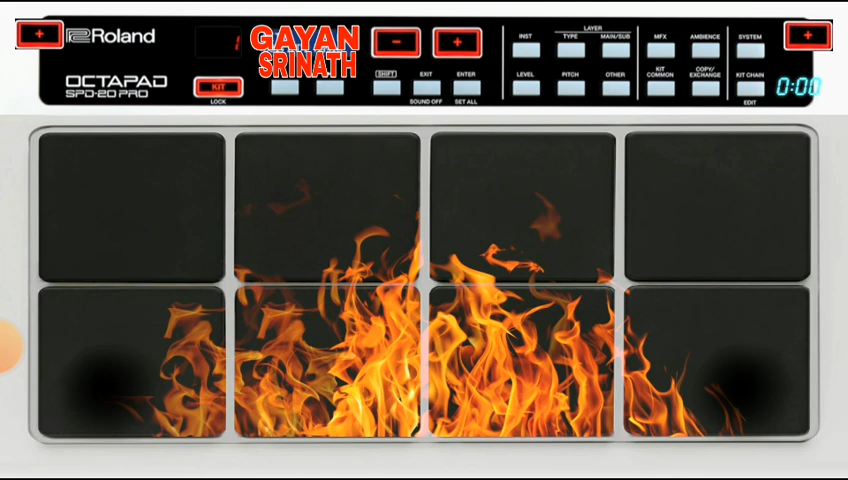 +
Roland
1
GAYAN
SRINATH
-
+
INST
LAYER
TYPE
MAIN/SUB
MFX
AMBIENCE
SYSTEM
+
OCTAPAD
SPD-20 PRO
KIT
LOCK
SHIFT
EXIT
ENTER
SOUND OFF
SET ALL
LEVEL
PITCH
OTHER
KIT
COMMON
COPY/
EXCHANGE
KIT CHAIN
EDIT
0:00